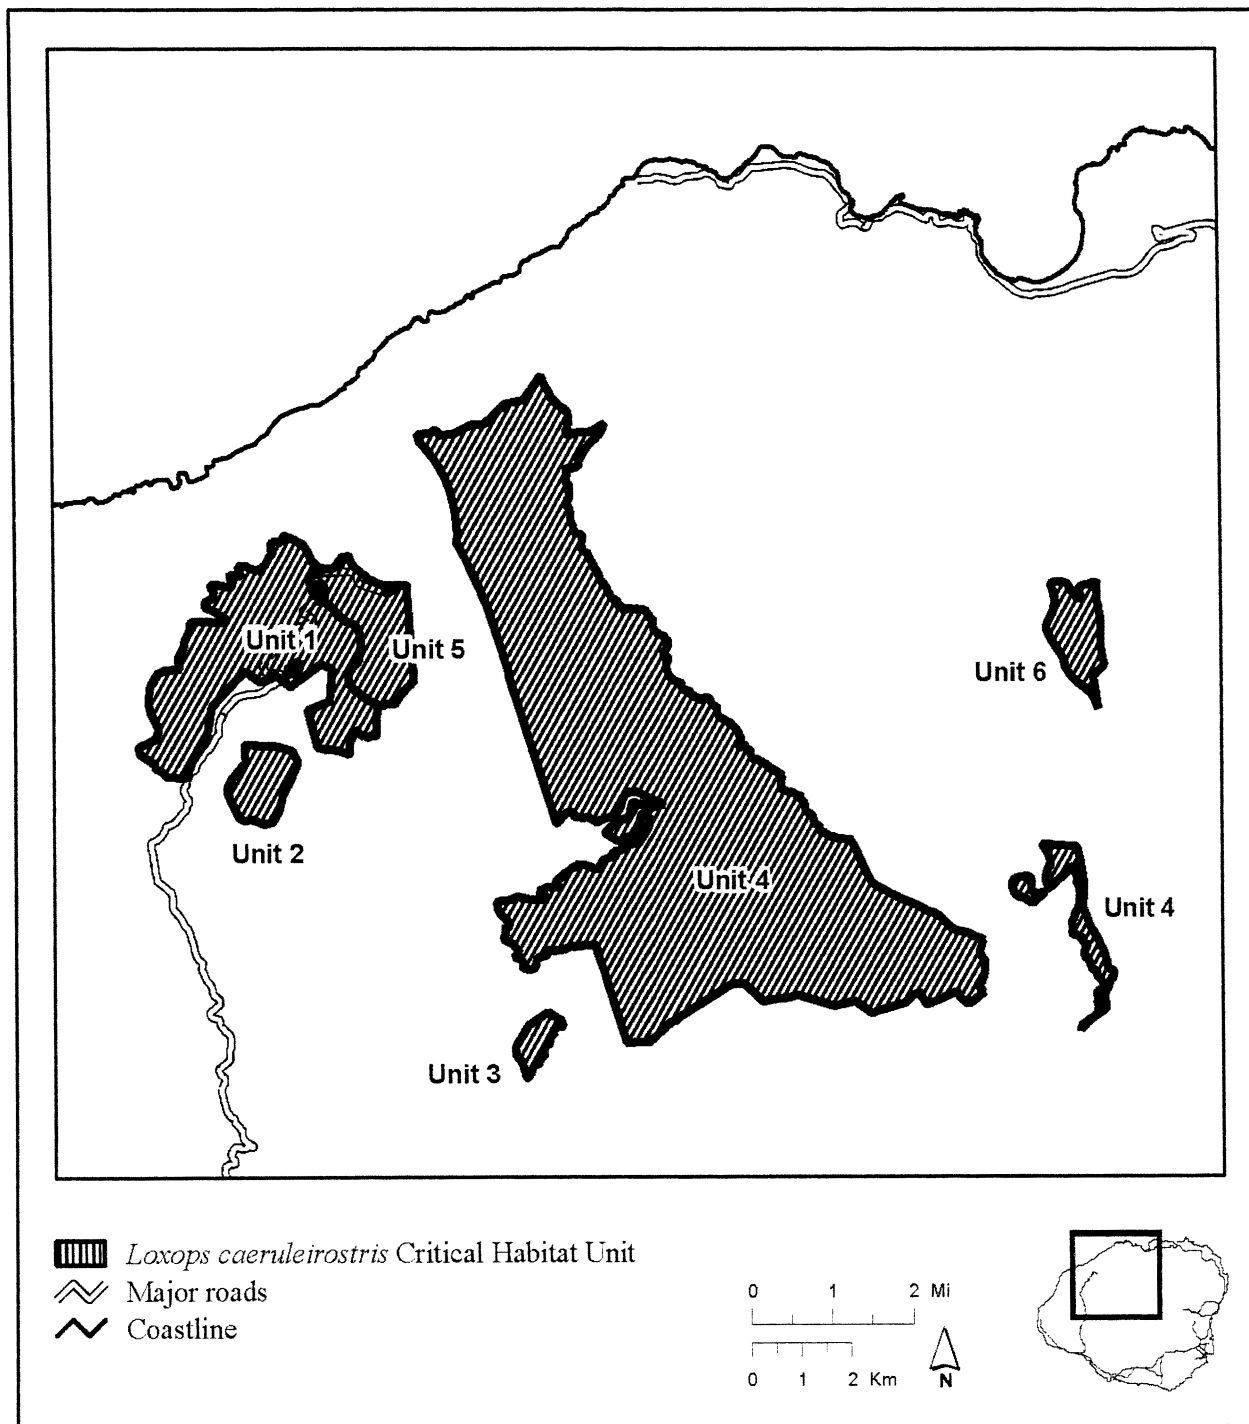 Unit 1
Unit 5
Unit 6
Unit 2
Unit 4
Unit 4
Unit 3
Loxops caeruleirostris Critical Habitat Unit
Major roads
Coastline
0 1 2 Mi
0 1 2 Km
N